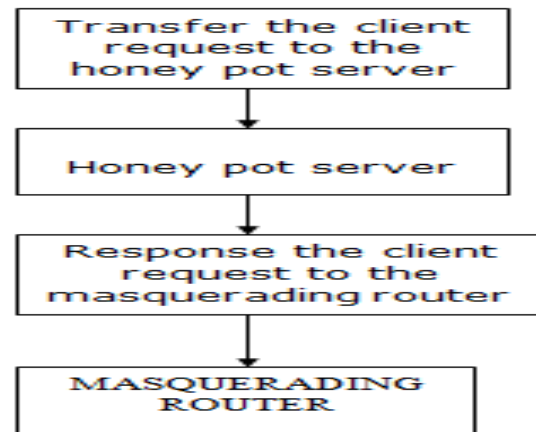 Transfer the client
request to the
honey pot server
Honey pot server
Response the client
request to the
masquerading router
MASQUERADING
ROUTER